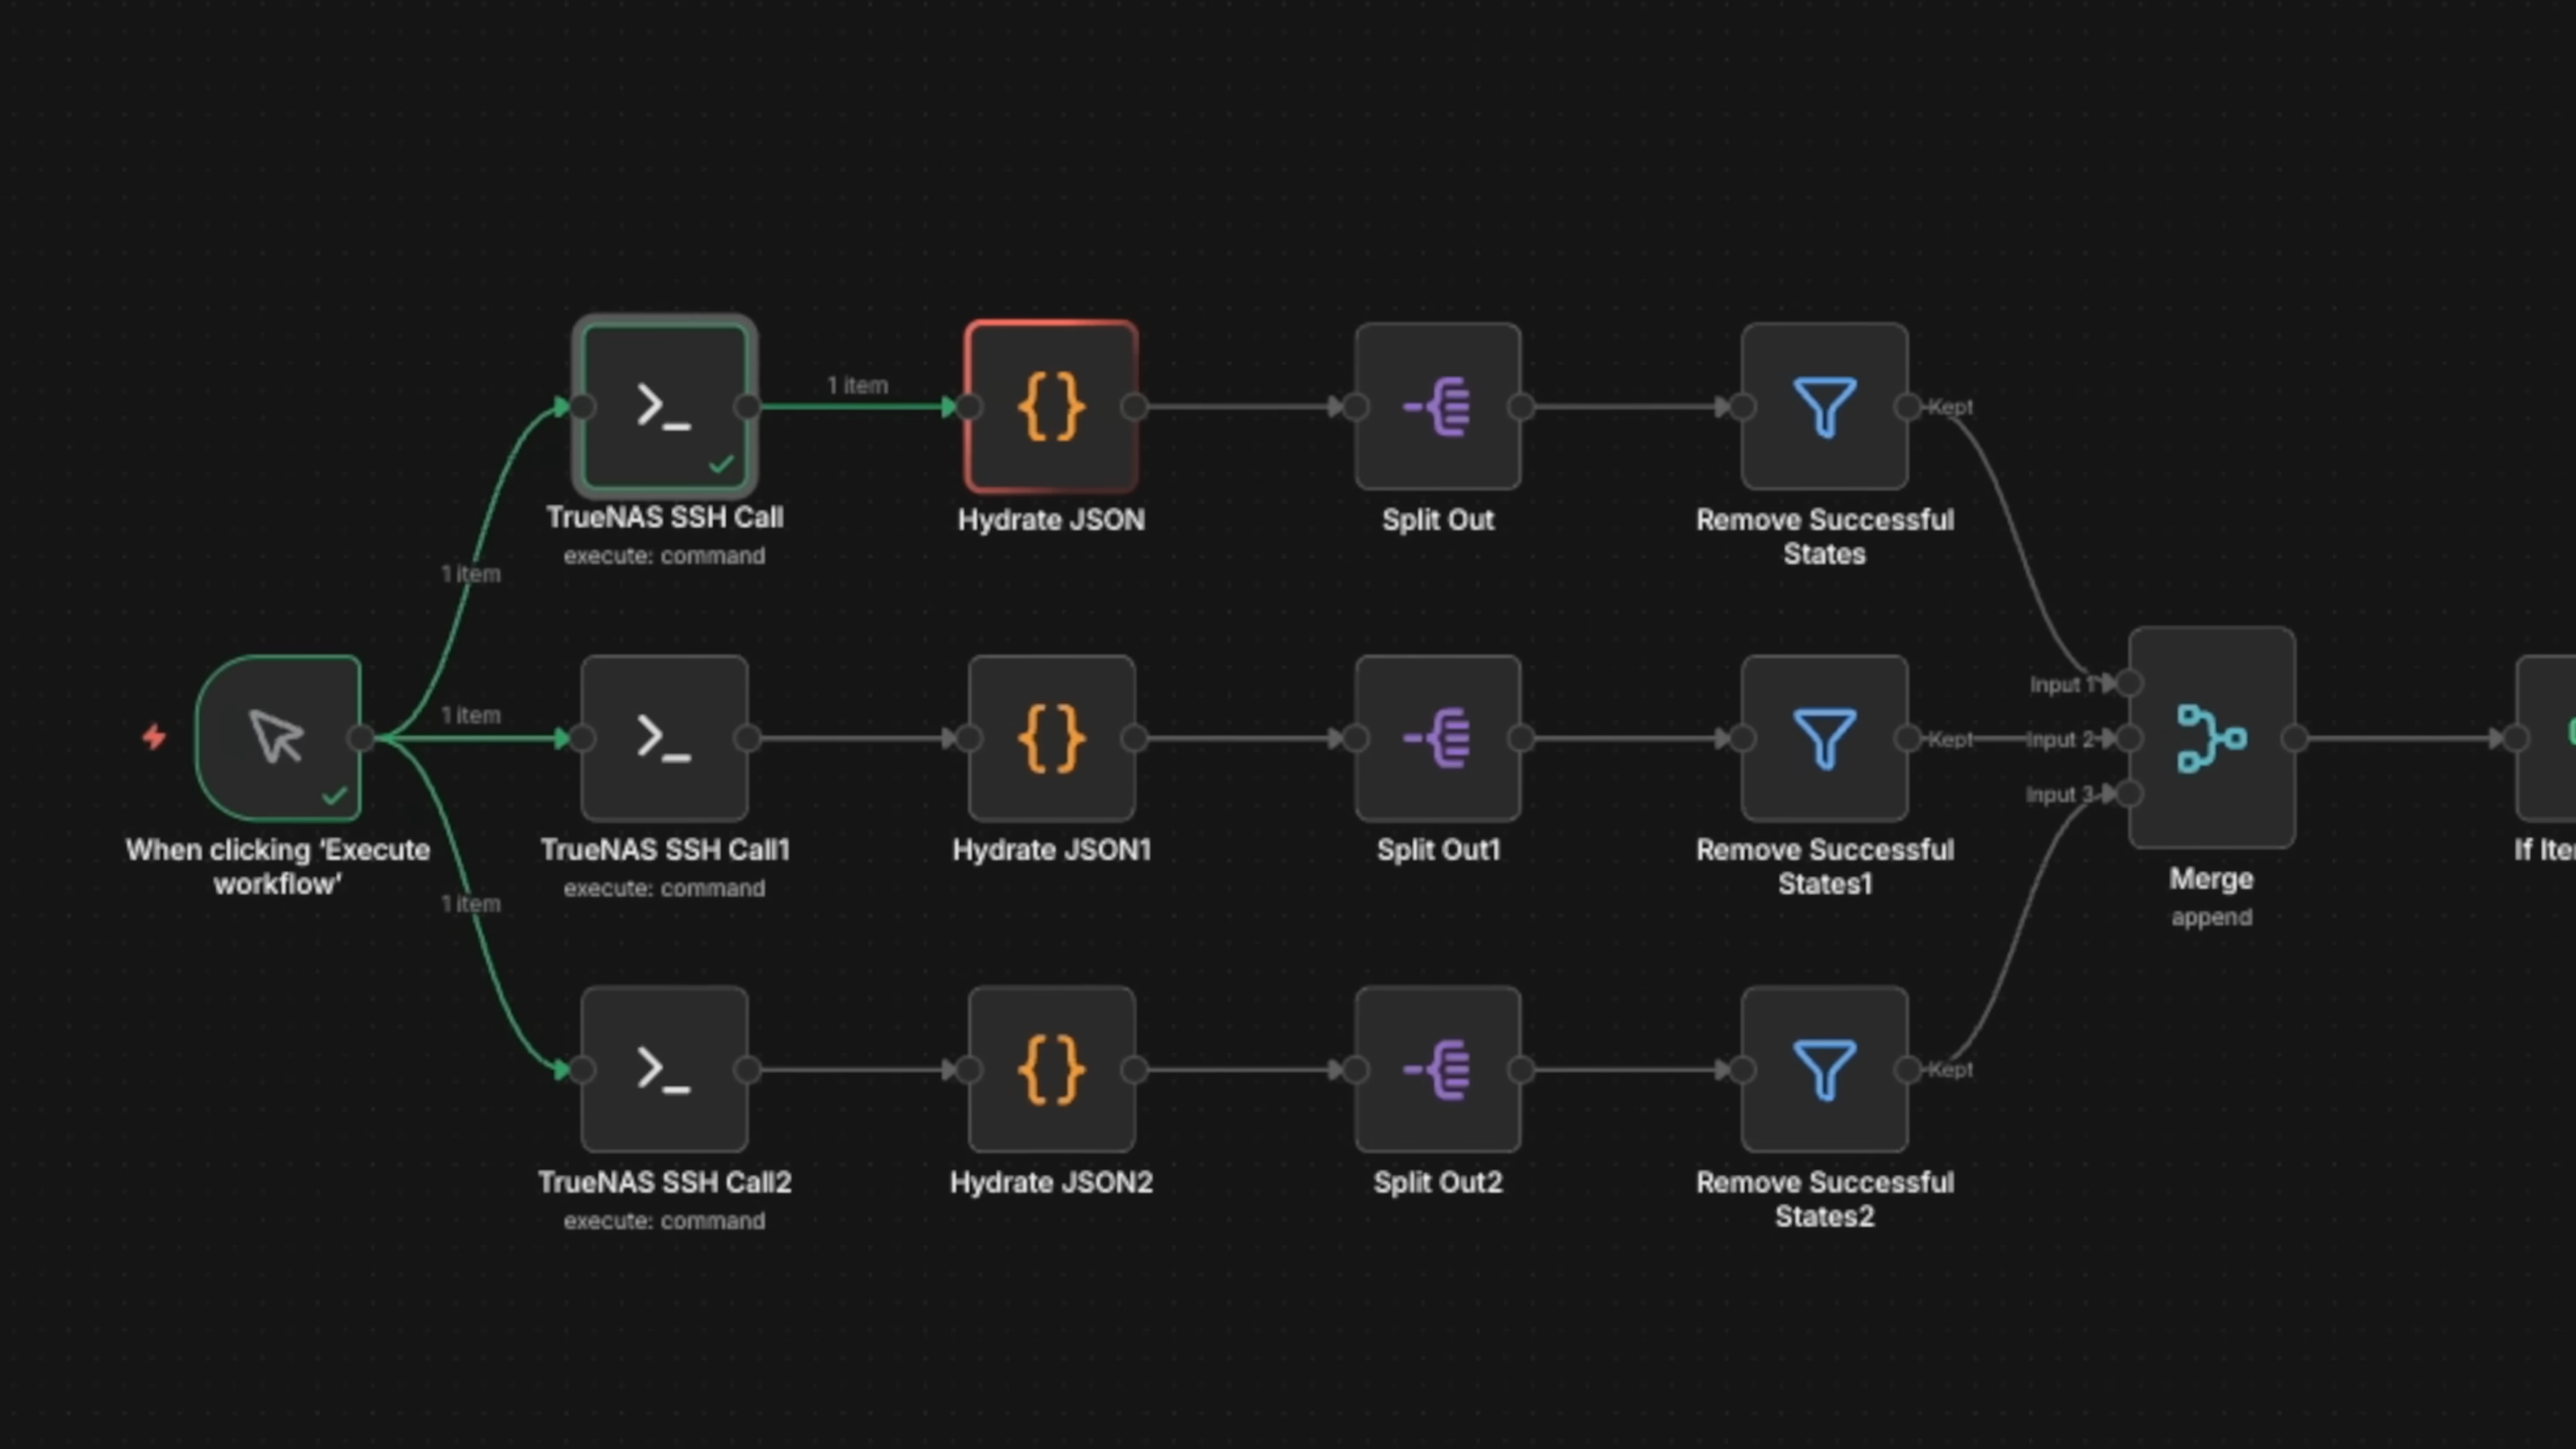 1 item
Kept
TrueNAS SSH Call
execute: command
Hydrate JSON
Split Out
Remove Successful
States
1 item
Input 1
1 item
Kept
Input 2
Input 3
When clicking ‘Execute
workflow’
TrueNAS SSH Call1
execute: command
Hydrate JSON1
Split Out1
Remove Successful
States1
Merge
append
If Ite
1 item
Kept
TrueNAS SSH Call2
execute: command
Hydrate JSON2
Split Out2
Remove Successful
States2